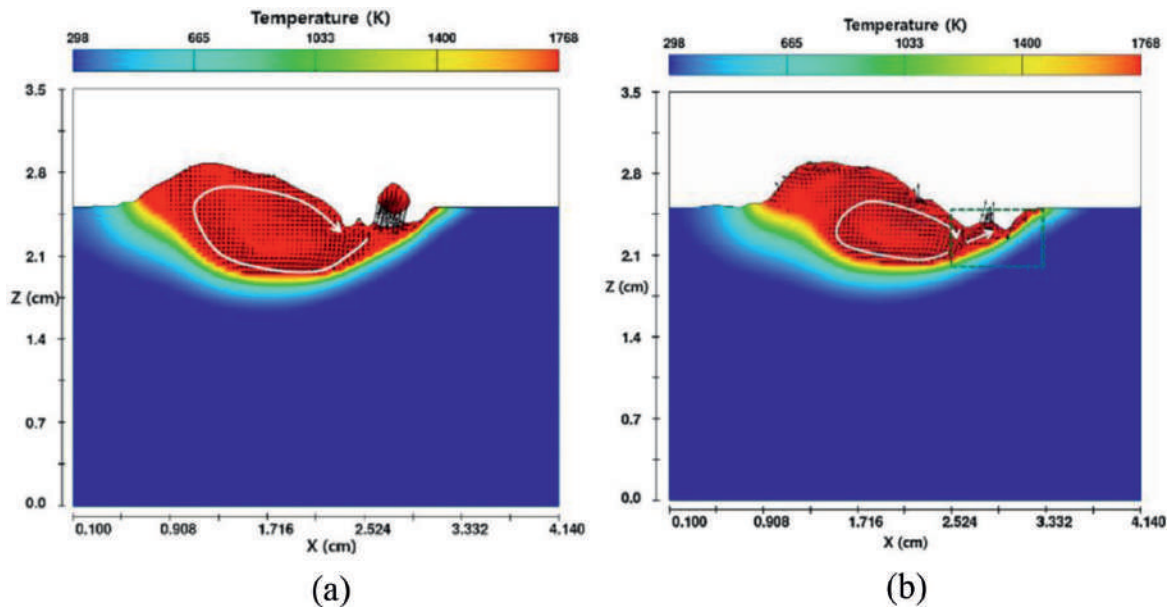 Temperature (K)
298 665 1033 1400 1768
3.5
2.8
2.1
Z (cm)
1.4
0.7
0.0
0.100 0.908 1.716 2.524 3.332 4.140
X (cm)
(a)
Temperature (K)
298 665 1033 1400 1768
3.5
2.8
2.1
Z (cm)
1.4
0.7
0.0
0.100 0.908 1.716 2.524 3.332 4.140
X (cm)
(b)